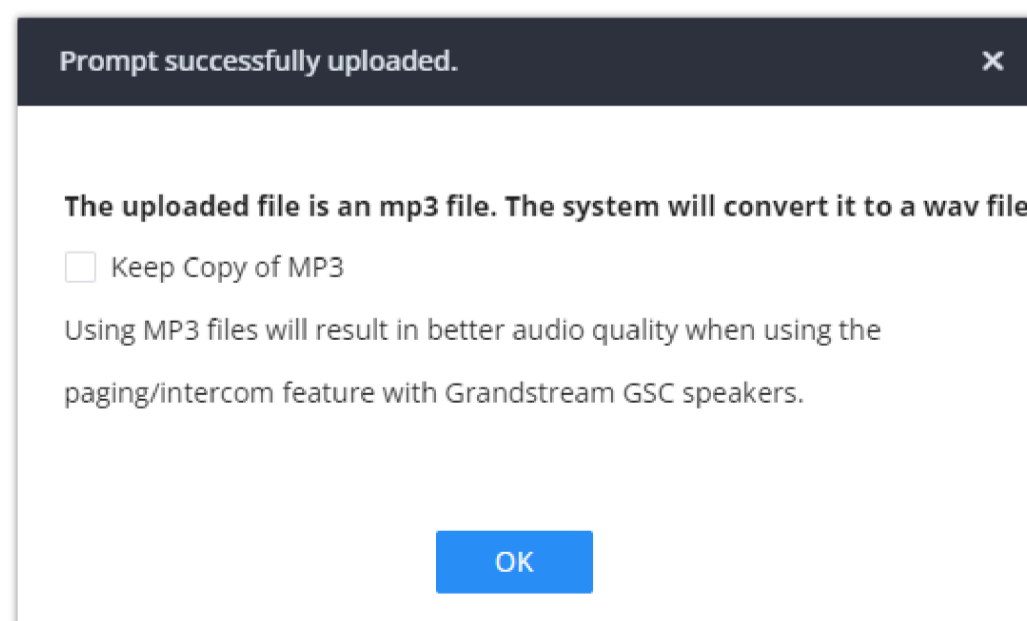 Prompt successfully uploaded.
The uploaded file is an mp3 file. The system will convert it to a wav file
Keep Copy of MP3
Using MP3 files will result in better audio quality when using the
paging/intercom feature with Grandstream GSC speakers.
OK